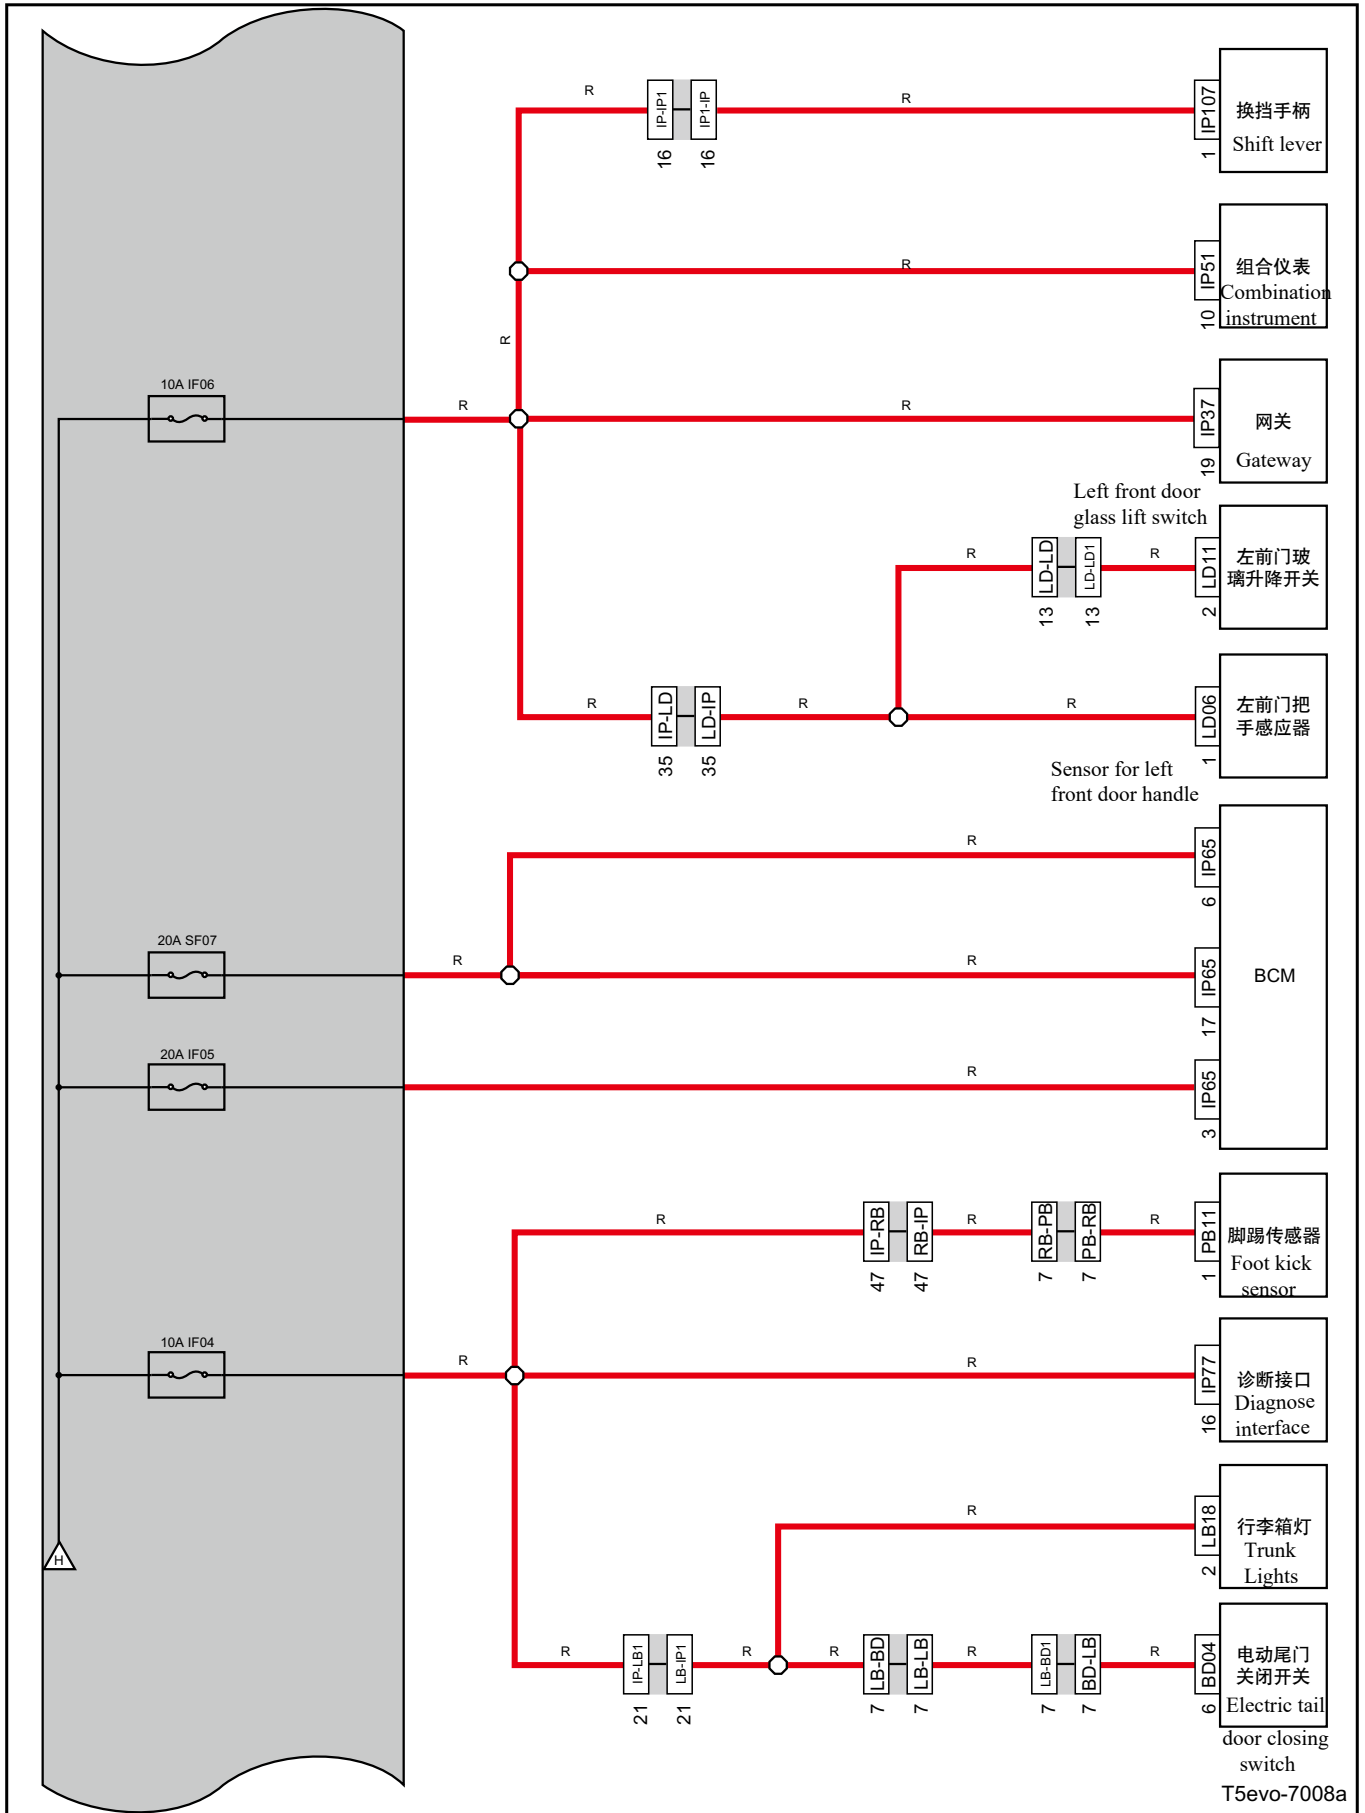 R
IP-IP1
IP1-IP
16
16
R
1
IP107
换挡手柄
Shift lever
R
10
IP51
组合仪表
Combination
instrument
R
10A IF06
R
R
19
IP37
网关
Gateway
Left front door
glass lift switch
R
LD-LD
LD-LD1
13
13
R
2
LD11
左前门玻
璃升降开关
R
IP-LD
LD-IP
35
35
R
R
1
LD06
左前门把
手感应器
Sensor for left
front door handle
R
6
IP65
20A SF07
R
R
17
IP65
BCM
20A IF05
R
3
IP65
R
IP-RB
RB-IP
47
47
R
RB-PB
PB-RB
7
7
R
1
PB11
脚踢传感器
Foot kick
sensor
10A IF04
R
R
16
IP77
诊断接口
Diagnose
interface
R
2
LB18
行李箱灯
Trunk
Lights
H
R
IP-LB1
LB-IP1
21
21
R
R
LB-BD
LB-LB
7
7
R
LB-BD1
BD-LB
7
7
R
6
BD04
电动尾门
关闭开关
Electric tail
door closing
switch
T5evo-7008a